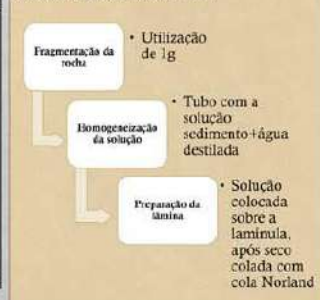 Fragmentação da
rocha
• Utilização
de 1g
Homogeneização
da solução
• Tubo com a
solução
sedimento+água
destilada
Preparação da
lâmina
• Solução
colocada
sobre a
lamínula,
após seco
colada com
cola Norland